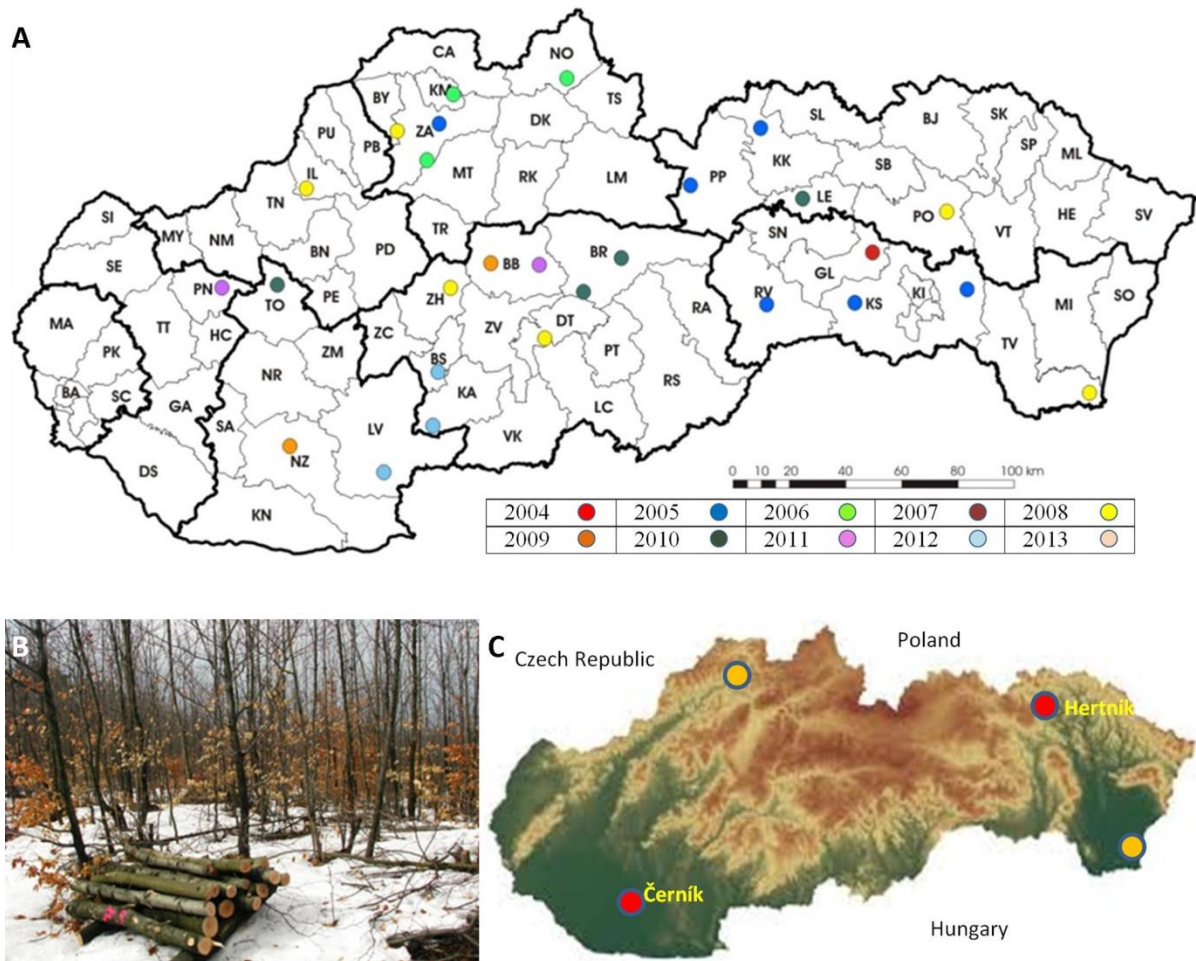 A
CA
NO
KM
BY
TS
ZA
DK
PU
PB
SL
BJ
SK
SP
ML
IL
MT
RK
LM
PP
KK
SB
TN
LE
HE
SV
SI
TR
PO
VT
MY
NM
BN
PD
SN
SE
BB
BR
GL
PN
TO
PE
ZH
RV
KS
KI
MI
SO
MA
TT
HC
ZC
ZV
DT
RA
TV
PK
ZM
NR
BS
PT
BA
SC
KA
RS
GA
SA
LV
LC
VK
NZ
DS
KN
0 10 20 40 60 80 100 km
2004 2005 2006 2007 2008
2009 2010 2011 2012 2013
B
C
Czech Republic
Poland
Hertník
Černík
Hungary